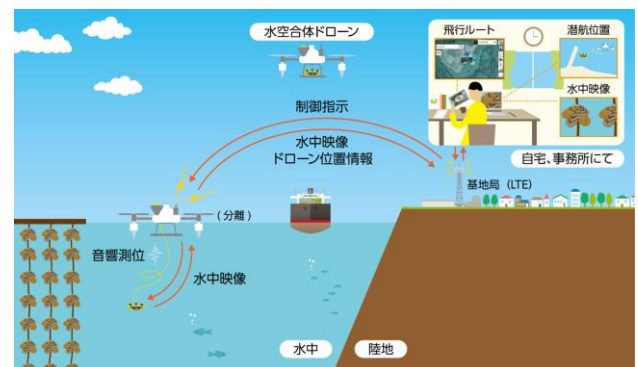 水空合体ドローン
飛行ルート
潜航位置
水中映像
制御指示
水中映像
ドローン位置情報
自宅、事務所にて
基地局（LTE）
（分離）
音響測位
水中映像
水中
陸地